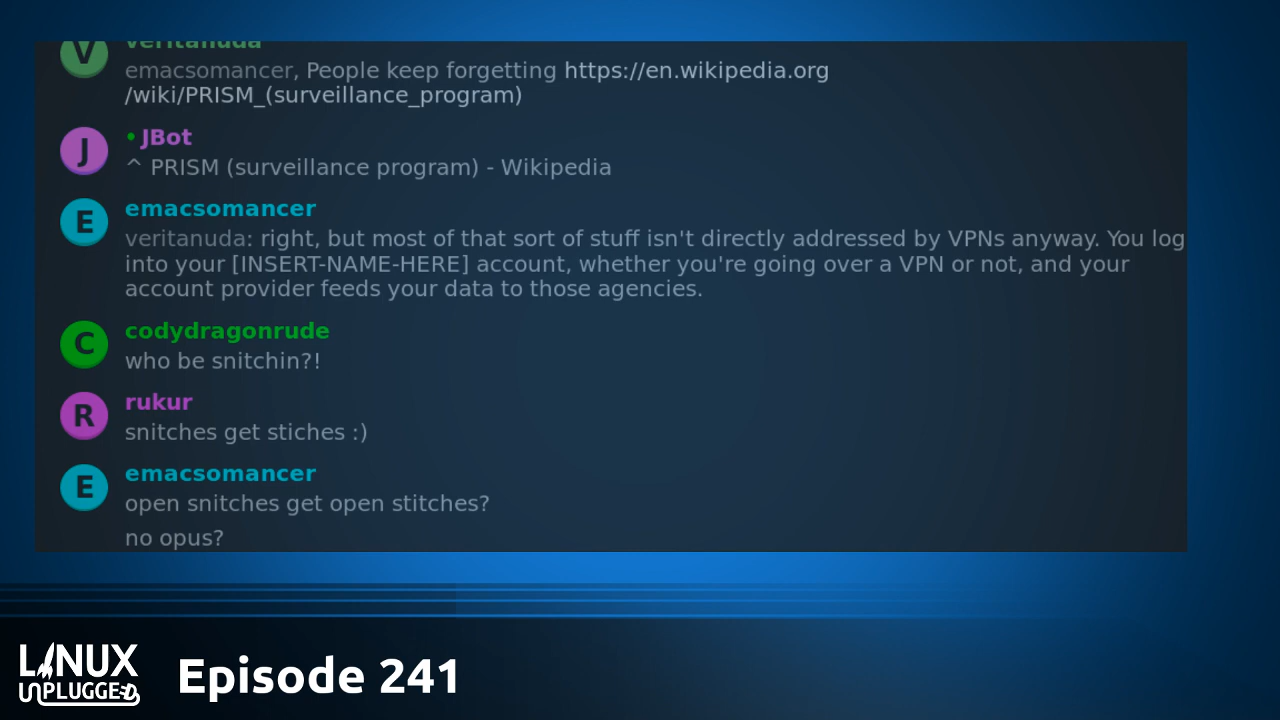 V
veritanuda
emacsomancer, People keep forgetting https://en.wikipedia.org
/wiki/PRISM_(surveillance_program)
J
• JBot
^ PRISM (surveillance program) - Wikipedia
E
emacsomancer
veritanuda: right, but most of that sort of stuff isn't directly addressed by VPNs anyway. You log
into your [INSERT-NAME-HERE] account, whether you're going over a VPN or not, and your
account provider feeds your data to those agencies.
C
codydragonrude
who be snitchin?!
R
rukur
snitches get stiches :)
E
emacsomancer
open snitches get open stitches?
no opus?
LINUX
UNPLUGGED
Episode 241